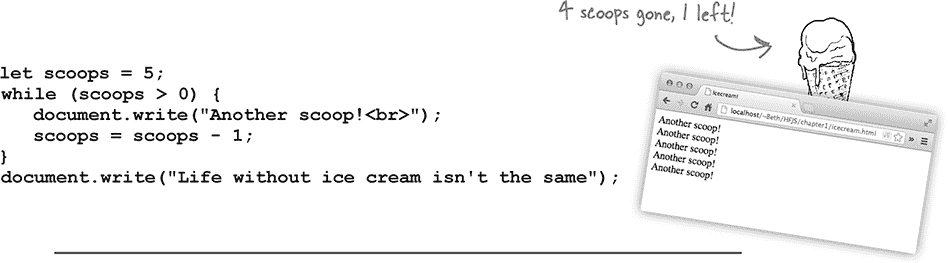 4 scoops gone, 1 left!
let scoops = 5;
while (scoops > 0) {
document.write("Another scoop!<br>");
scoops = scoops - 1;
}
document.write("Life without ice cream isn't the same");
Icecream!
localhost/~Beth/HFJS/chapter1/icecream.html
Another scoop!
Another scoop!
Another scoop!
Another scoop!
Another scoop!